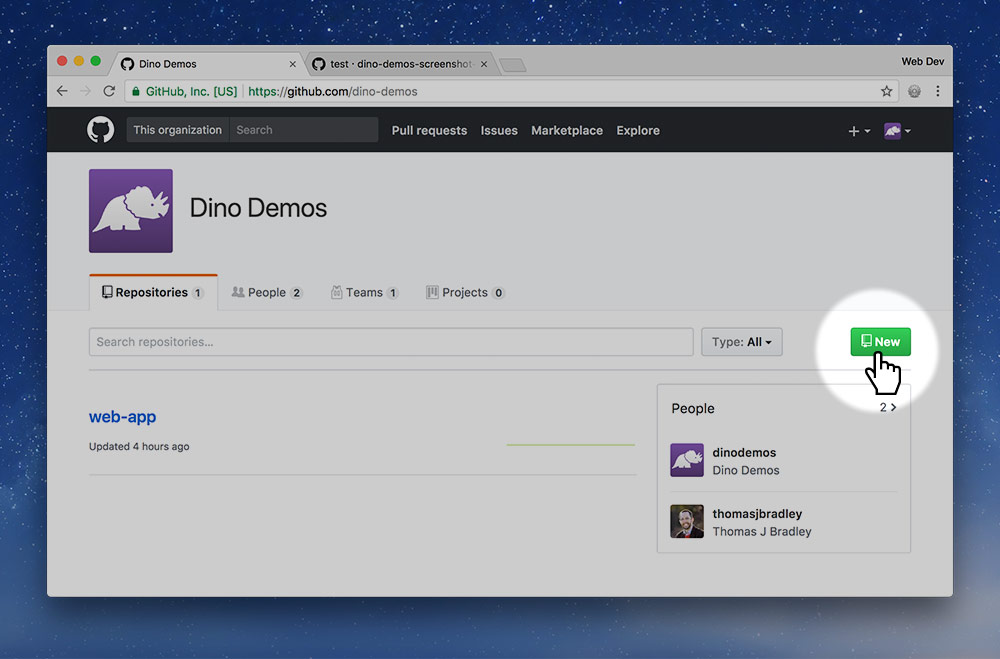 Dino Demos
test · dino-demos-screenshot
Web Dev
GitHub, Inc. [US] https://github.com/dino-demos
This organization Search Pull requests Issues Marketplace Explore
Dino Demos
Repositories 1 People 2 Teams 1 Projects 0
Search repositories... Type: All New
web-app
Updated 4 hours ago
People 2
dinodemos
Dino Demos
thomasjbradley
Thomas J Bradley